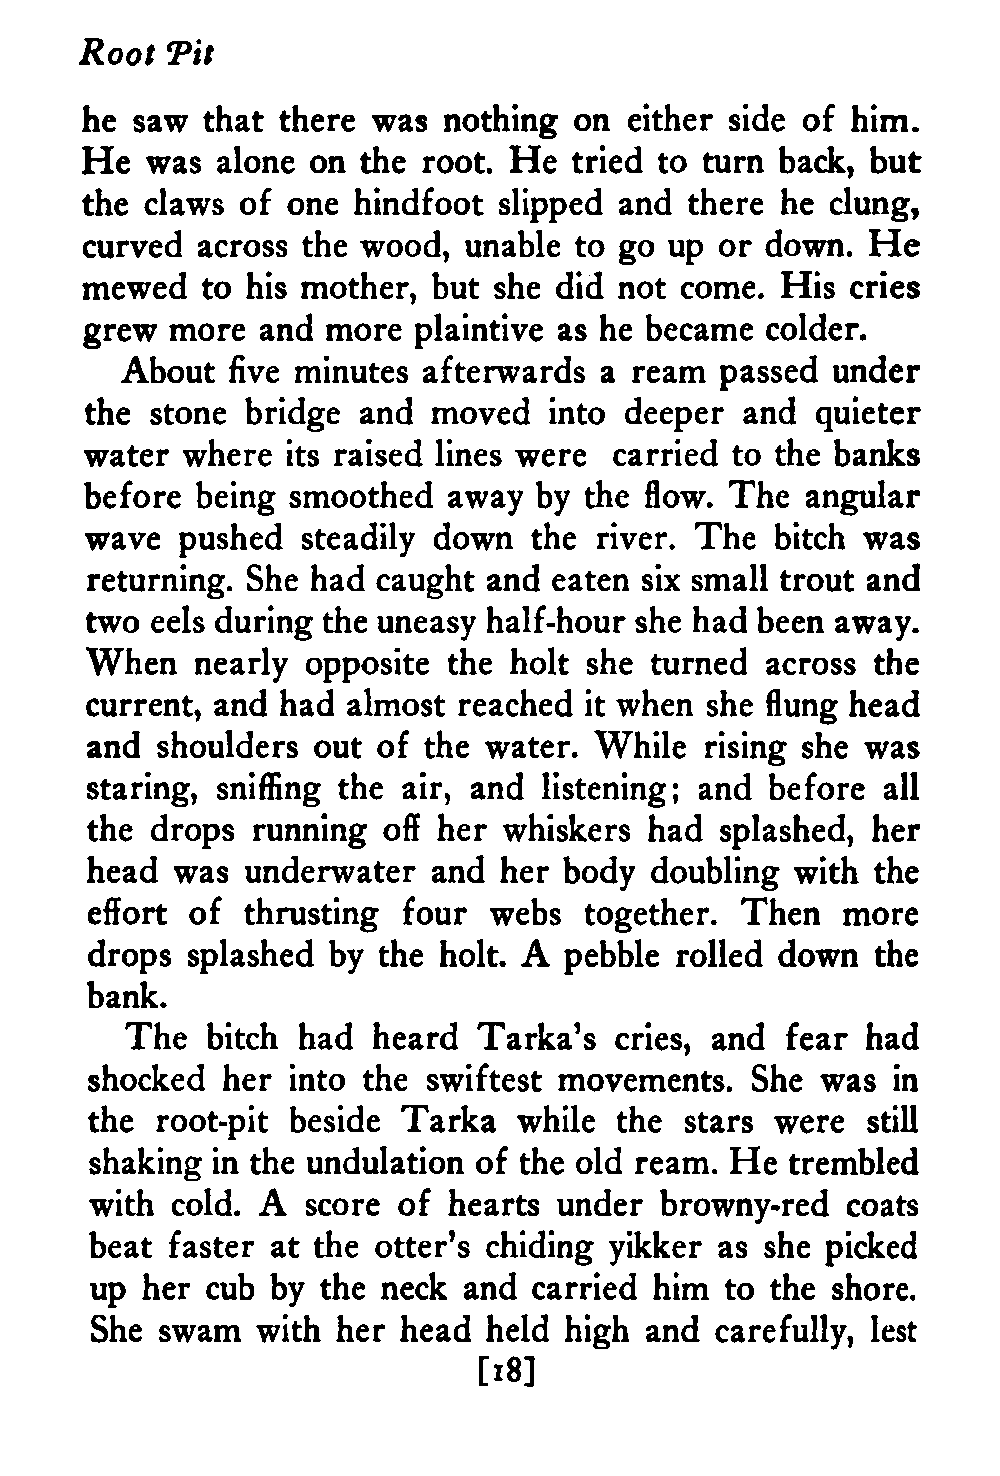 Root Pit
he saw that there was nothing on either side of him.
He was alone on the root. He tried to turn back, but
the claws of one hindfoot slipped and there he clung,
curved across the wood, unable to go up or down. He
mewed to his mother, but she did not come. His cries
grew more and more plaintive as he became colder.
About five minutes afterwards a ream passed under
the stone bridge and moved into deeper and quieter
water where its raised lines were carried to the banks
before being smoothed away by the flow. The angular
wave pushed steadily down the river. The bitch was
returning. She had caught and eaten six small trout and
two eels during the uneasy half-hour she had been away.
When nearly opposite the holt she turned across the
current, and had almost reached it when she flung head
and shoulders out of the water. While rising she was
staring, sniffing the air, and listening; and before all
the drops running off her whiskers had splashed, her
head was underwater and her body doubling with the
effort of thrusting four webs together. Then more
drops splashed by the holt. A pebble rolled down the
bank.
The bitch had heard Tarka's cries, and fear had
shocked her into the swiftest movements. She was in
the root-pit beside Tarka while the stars were still
shaking in the undulation of the old ream. He trembled
with cold. A score of hearts under browny-red coats
beat faster at the otter's chiding yikker as she picked
up her cub by the neck and carried him to the shore.
She swam with her head held high and carefully, lest
[18]